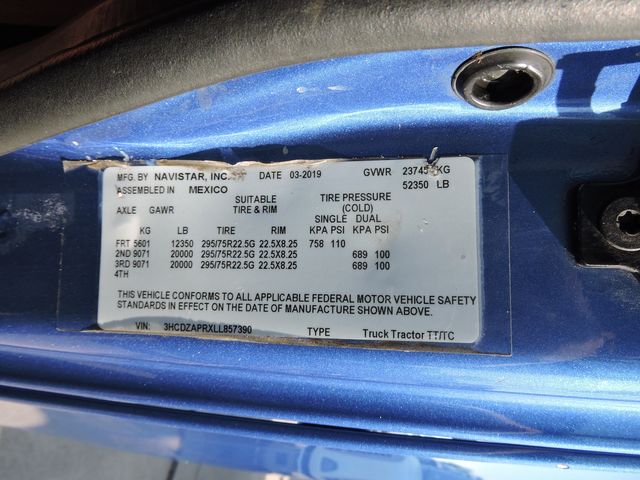 MFG. BY NAVISTAR, INC. DATE 03-2019 GVWR 23745 KG
52350 LB
ASSEMBLED IN MEXICO
SUITABLE TIRE PRESSURE
AXLE GAWR TIRE & RIM (COLD)
SINGLE DUAL
KG LB TIRE RIM KPA PSI KPA PSI
FRT 5601 12350 295/75R22.5G 22.5X8.25 758 110
2ND 9071 20000 295/75R22.5G 22.5X8.25 689 100
3RD 9071 20000 295/75R22.5G 22.5X8.25 689 100
4TH
THIS VEHICLE CONFORMS TO ALL APPLICABLE FEDERAL MOTOR VEHICLE SAFETY
STANDARDS IN EFFECT ON THE DATE OF MANUFACTURE SHOWN ABOVE.
VIN: 3HCDZAPRXLL857390 TYPE Truck Tractor TT/TC